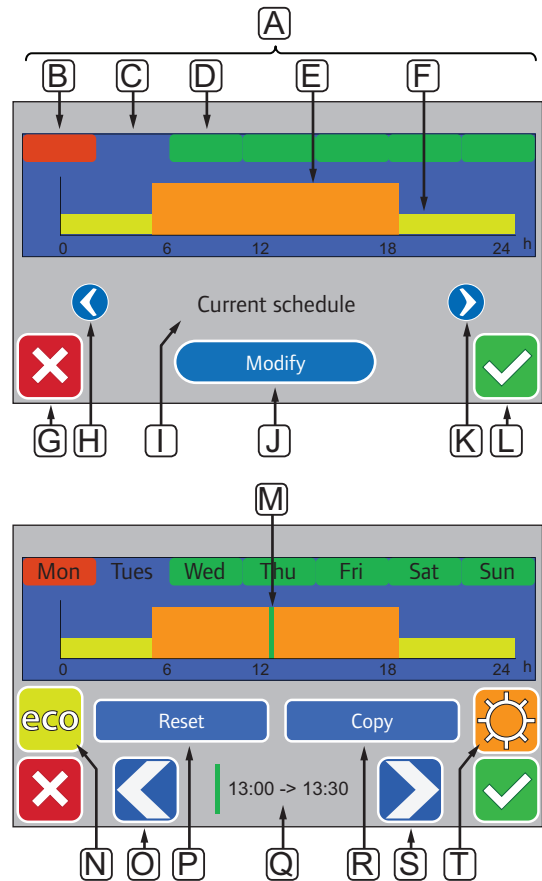 A
B C D E F
0 6 12 18 24 h
Current schedule
Modify
G H I J K L
M
Mon Tues Wed Thu Fri Sat Sun
0 6 12 18 24 h
eco Reset Copy
13:00 -> 13:30
N O P Q R S T